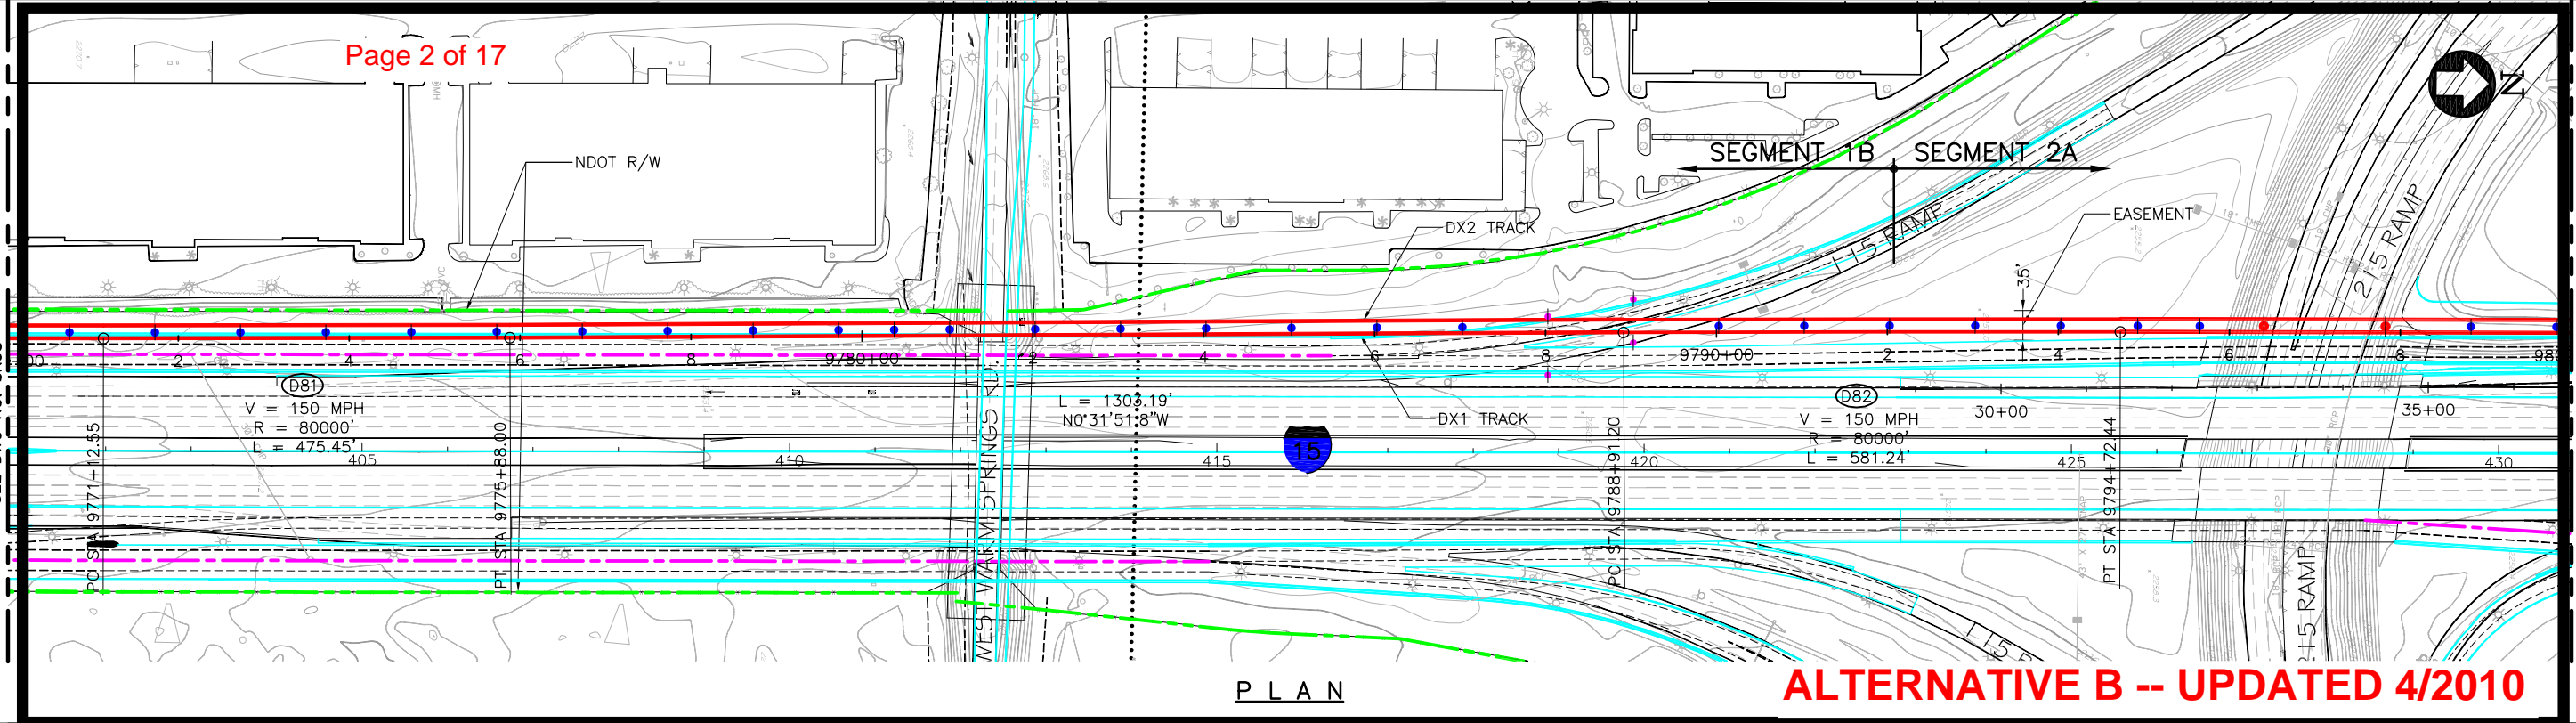 Page 2 of 17
NDOT R/W
SEGMENT 1B
SEGMENT 2A
N
EASEMENT
35'
DX2 TRACK
I-15 RAMP
215 RAMP
2
4
6
8
9780+00
2
4
6
8
9790+00
2
4
6
8
D81
V = 150 MPH
R = 80000'
L = 475.45'
L = 1303.19'
N0°31'51.8"W
DX1 TRACK
D82
V = 150 MPH
R = 80000'
L = 581.24'
30+00
35+00
405
410
415
15
420
425
430
PC STA 9771+12.55
PT STA 9775+88.00
WEST WARM SPRINGS RD
PC STA 9788+91.20
PT STA 9794+72.44
215 RAMP
PLAN
ALTERNATIVE B -- UPDATED 4/2010